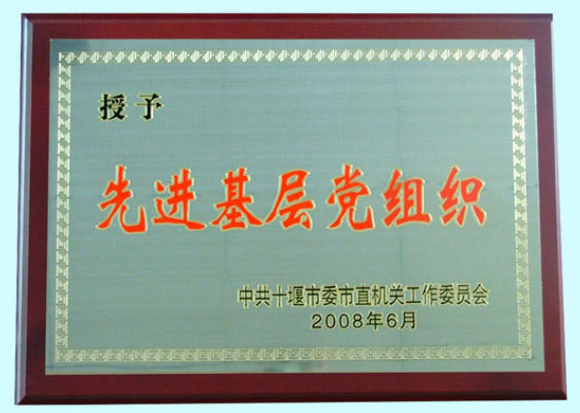 授予
先进基层党组织
中共十堰市委市直机关工作委员会
2008年6月